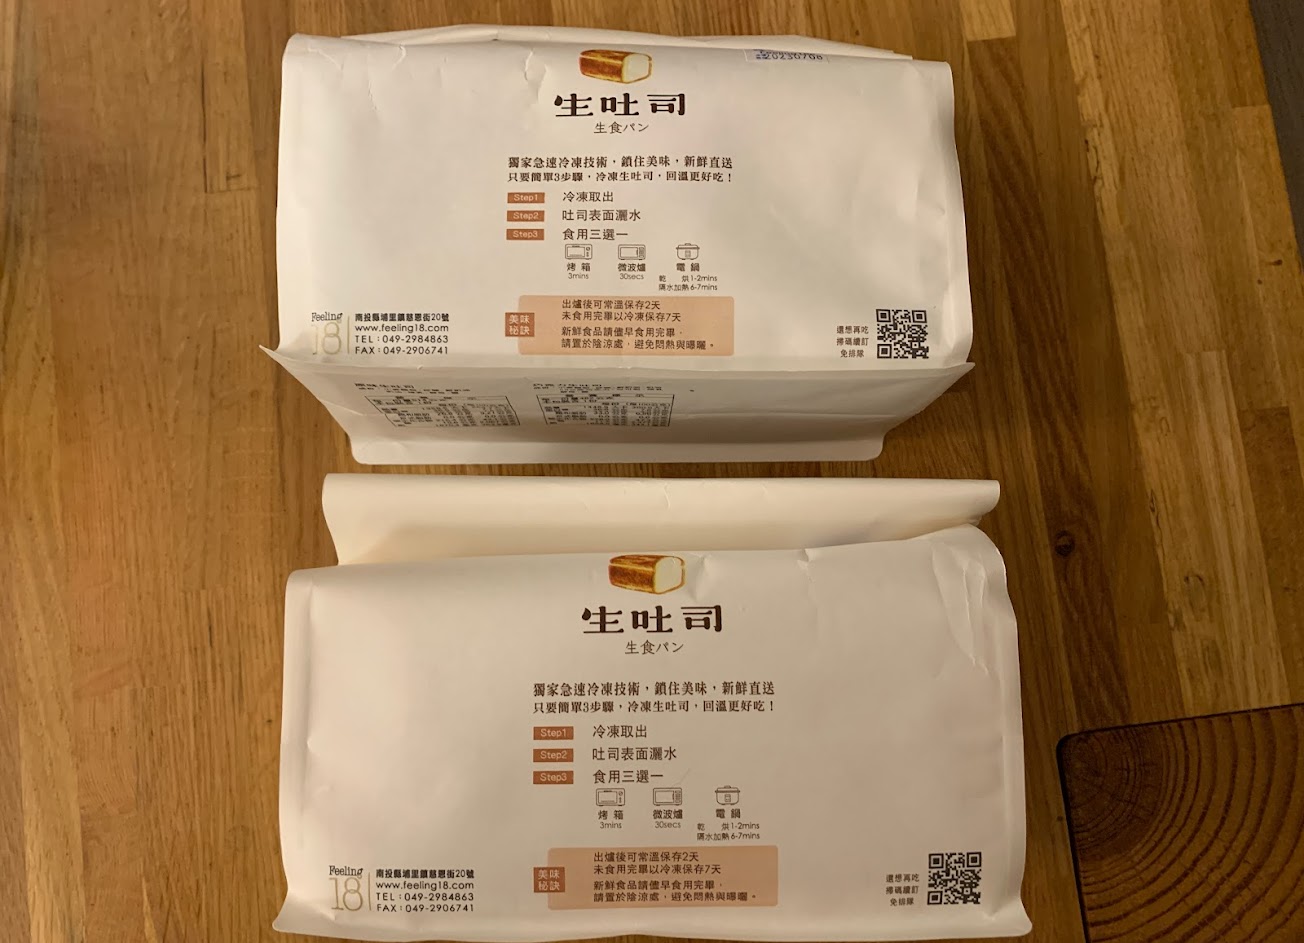 20230706
生吐司
生食パン
獨家急速冷凍技術，鎖住美味，新鮮直送
只要簡單3步驟，冷凍生吐司，回溫更好吃！
Step1 冷凍取出
Step2 吐司表面灑水
Step3 食用三選一
烤箱 微波爐 電鍋
3mins 30secs 乾 烘1-2mins
隔水加熱6-7mins
美味秘訣
出爐後可常溫保存2天
未食用完畢以冷凍保存7天
新鮮食品請儘早食用完畢，
請置於陰涼處，避免悶熱與曝曬。
Feeling 18
南投縣埔里鎮慈恩街20號
www.feeling18.com
TEL：049-2984863
FAX：049-2906741
還想再吃
掃碼續訂
免排隊
生吐司
生食パン
獨家急速冷凍技術，鎖住美味，新鮮直送
只要簡單3步驟，冷凍生吐司，回溫更好吃！
Step1 冷凍取出
Step2 吐司表面灑水
Step3 食用三選一
烤箱 微波爐 電鍋
3mins 30secs 乾 烘1-2mins
隔水加熱6-7mins
美味秘訣
出爐後可常溫保存2天
未食用完畢以冷凍保存7天
新鮮食品請儘早食用完畢，
請置於陰涼處，避免悶熱與曝曬。
Feeling 18
南投縣埔里鎮慈恩街20號
www.feeling18.com
TEL：049-2984863
FAX：049-2906741
還想再吃
掃碼續訂
免排隊